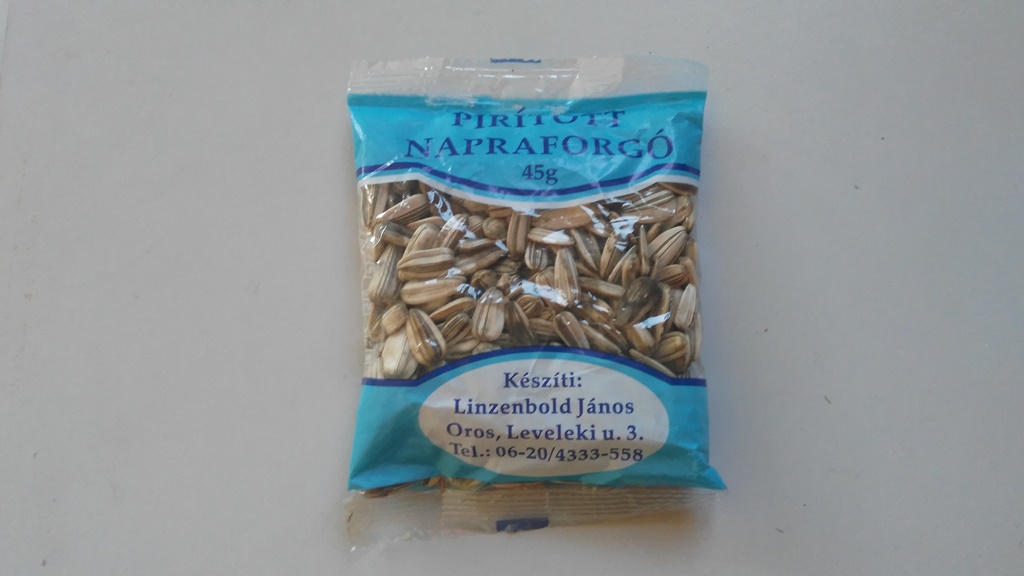 PIRÍTOTT
NAPRAFORGÓ
45g
Készíti:
Linzenbold János
Oros, Leveleki u. 3.
Tel.: 06-20/4333-558